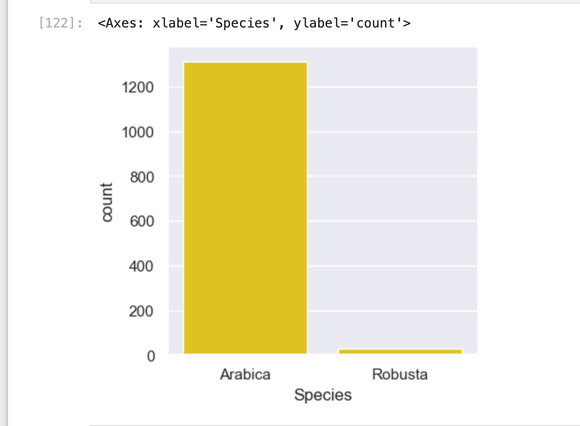 [122]: <Axes: xlabel='Species', ylabel='count'>
1200
1000
800
600
400
200
0
count
Arabica Robusta
Species